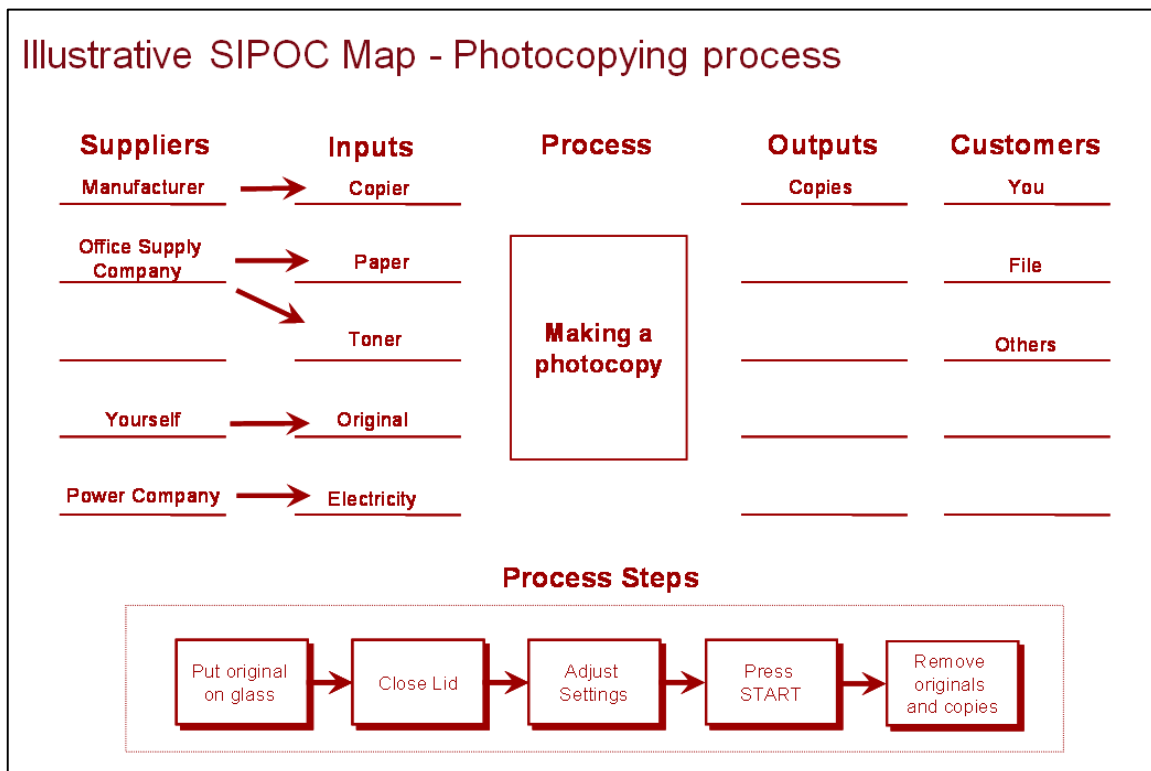 Illustrative SIPOC Map - Photocopying process
Suppliers
Inputs
Process
Outputs
Customers
Manufacturer
Copier
Copies
You
Office Supply
Company
Paper
File
Toner
Others
Making a
photocopy
Yourself
Original
Power Company
Electricity
Process Steps
Put original
on glass
Close Lid
Adjust
Settings
Press
START
Remove
originals
and copies